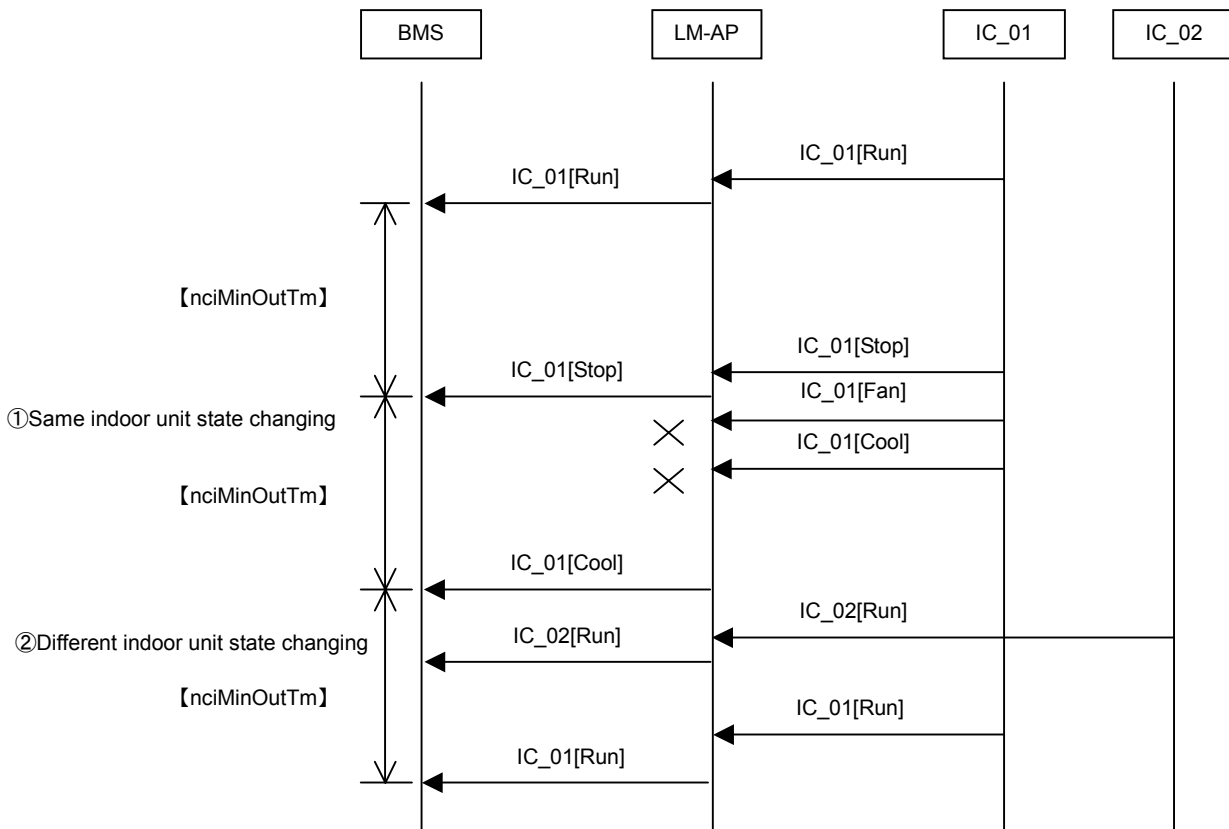 BMS
LM-AP
IC_01
IC_02
IC_01[Run]
IC_01[Run]
【nciMinOutTm】
IC_01[Stop]
IC_01[Stop]
IC_01[Fan]
①Same indoor unit state changing
IC_01[Cool]
【nciMinOutTm】
IC_01[Cool]
IC_02[Run]
②Different indoor unit state changing
IC_02[Run]
【nciMinOutTm】
IC_01[Run]
IC_01[Run]